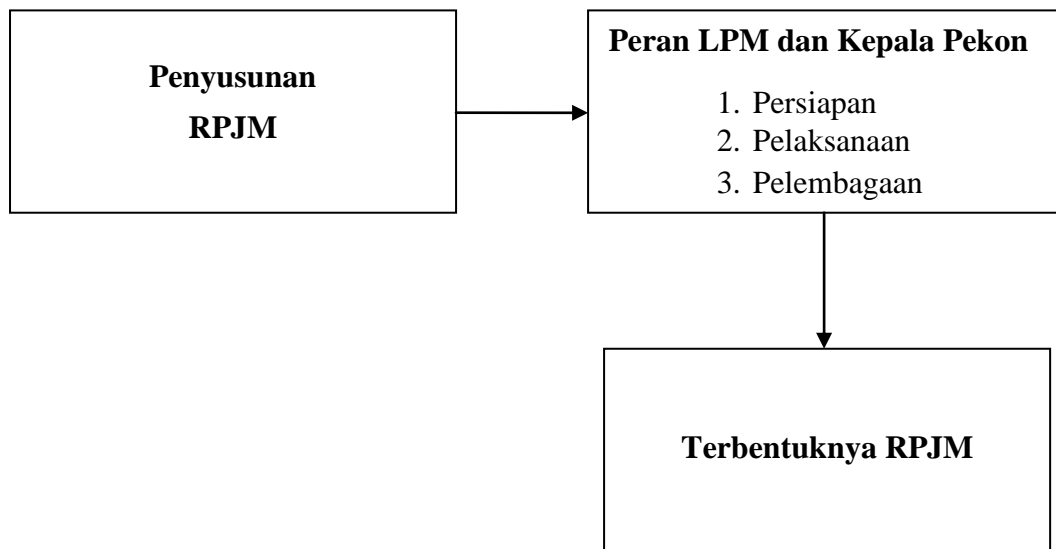 Penyusunan
RPJM
Peran LPM dan Kepala Pekon
1. Persiapan
2. Pelaksanaan
3. Pelembagaan
Terbentuknya RPJM